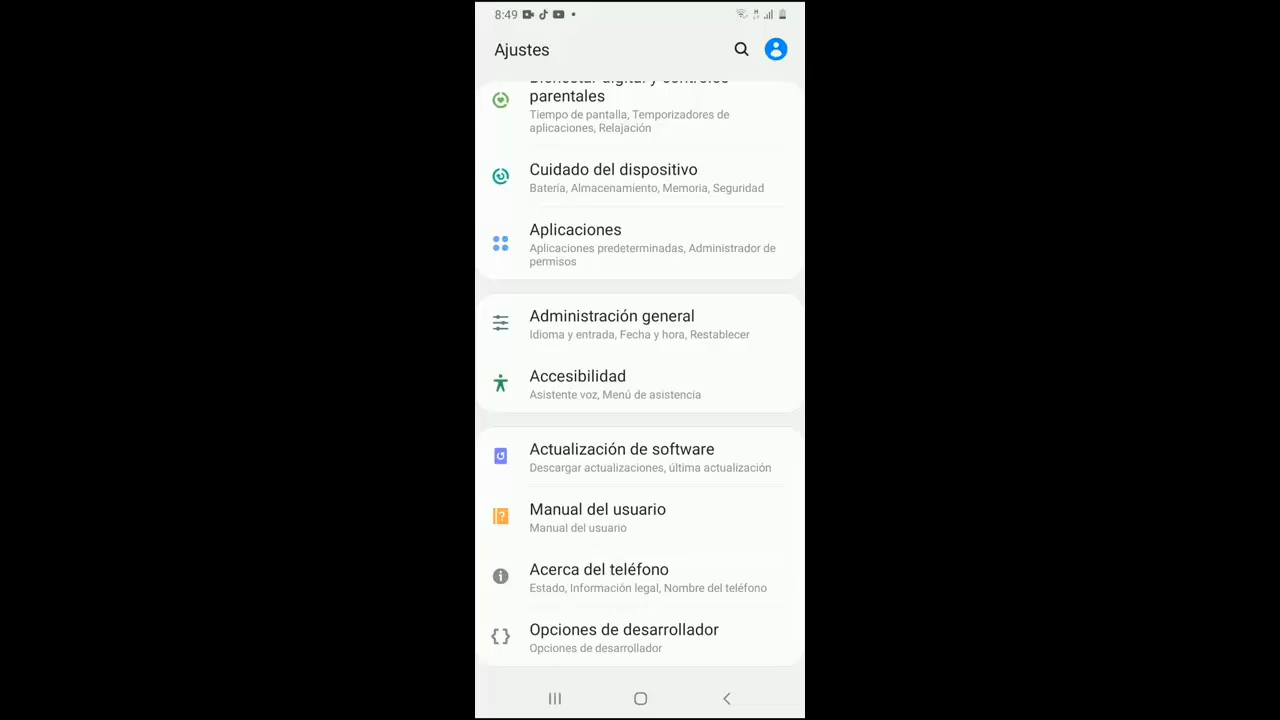 8:49
Ajustes
Bienestar digital y controles
parentales
Tiempo de pantalla, Temporizadores de
aplicaciones, Relajación
Cuidado del dispositivo
Batería, Almacenamiento, Memoria, Seguridad
Aplicaciones
Aplicaciones predeterminadas, Administrador de
permisos
Administración general
Idioma y entrada, Fecha y hora, Restablecer
Accesibilidad
Asistente voz, Menú de asistencia
Actualización de software
Descargar actualizaciones, última actualización
Manual del usuario
Manual del usuario
Acerca del teléfono
Estado, Información legal, Nombre del teléfono
Opciones de desarrollador
Opciones de desarrollador